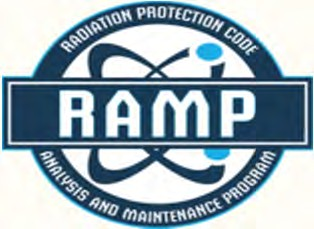 RADIATION PROTECTION CODE
RAMP
ANALYSIS AND MAINTENANCE PROGRAM